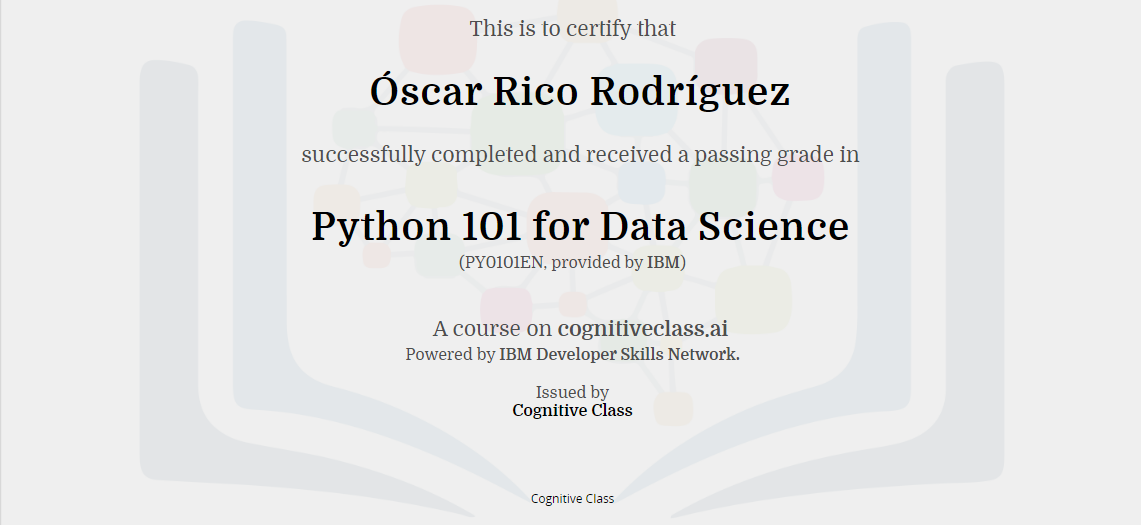 This is to certify that
Óscar Rico Rodríguez
successfully completed and received a passing grade in
Python 101 for Data Science
(PY0101EN, provided by IBM)
A course on cognitiveclass.ai
Powered by IBM Developer Skills Network.
Issued by
Cognitive Class
Cognitive Class